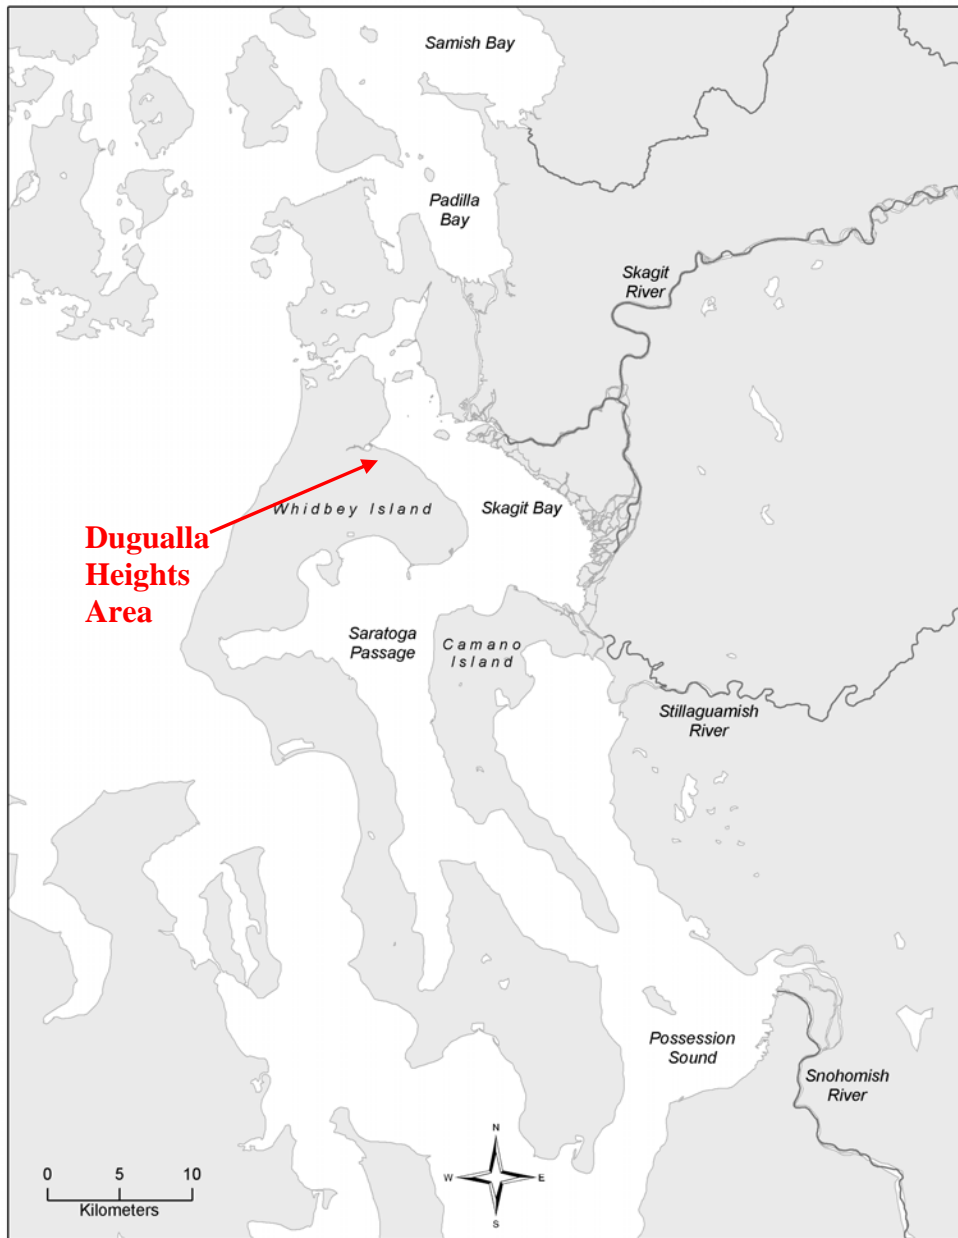 Samish Bay
Padilla
Bay
Skagit
River
Whidbey Island
Skagit Bay
Dugualla
Heights
Area
Saratoga
Passage
Camano
Island
Stillaguamish
River
Possession
Sound
Snohomish
River
N
W E
S
0 5 10
Kilometers